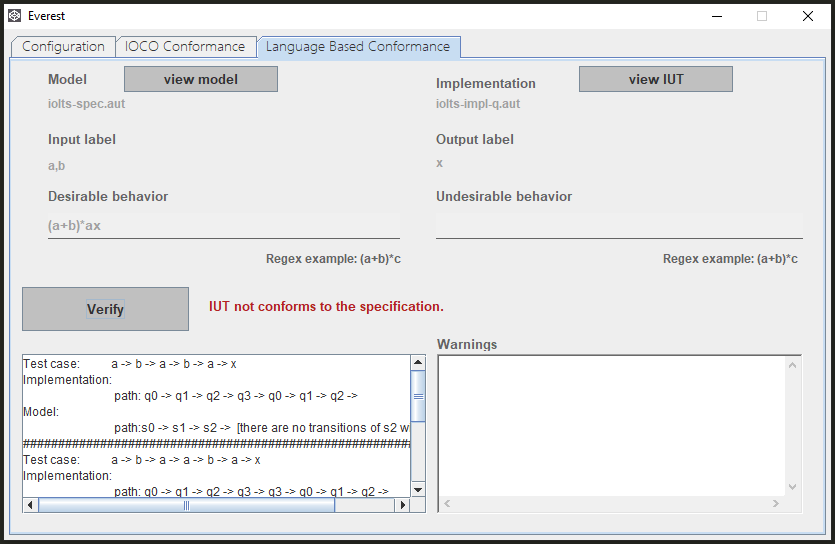 Everest
Configuration
IOCO Conformance
Language Based Conformance
Model
view model
Implementation
view IUT
iolts-spec.aut
iolts-impl-q.aut
Input label
Output label
a,b
x
Desirable behavior
Undesirable behavior
(a+b)*ax
Regex example: (a+b)*c
Regex example: (a+b)*c
Verify
IUT not conforms to the specification.
Warnings
Test case: a -> b -> a -> b -> a -> x
Implementation:
path: q0 -> q1 -> q2 -> q3 -> q0 -> q1 -> q2 ->
Model:
path:s0 -> s1 -> s2 -> [there are no transitions of s2 w
################################################################
Test case: a -> b -> a -> a -> b -> a -> x
Implementation:
path: q0 -> q1 -> q2 -> q3 -> q3 -> q0 -> q1 -> q2 ->